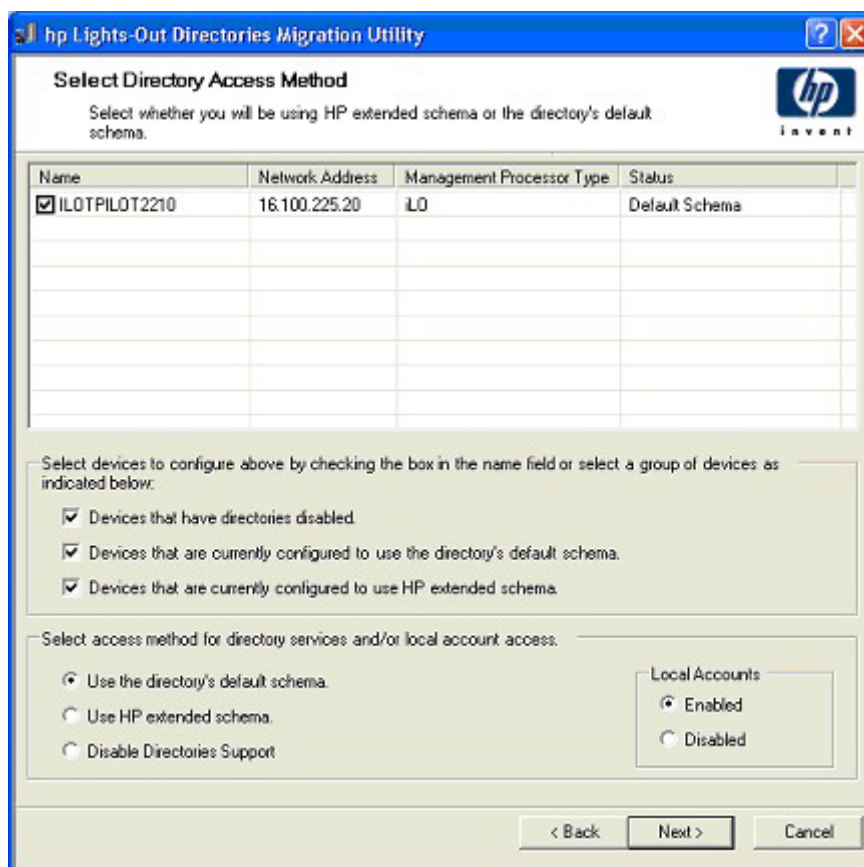 hp Lights-Out Directories Migration Utility
Select Directory Access Method
Select whether you will be using HP extended schema or the directory's default
schema.
hp
invent
Name Network Address Management Processor Type Status
ILOTPILOT2210 16.100.225.20 iLO Default Schema
Select devices to configure above by checking the box in the name field or select a group of devices as
indicated below:
Devices that have directories disabled.
Devices that are currently configured to use the directory's default schema.
Devices that are currently configured to use HP extended schema.
Select access method for directory services and/or local account access.
Use the directory's default schema.
Use HP extended schema.
Disable Directories Support
Local Accounts
Enabled
Disabled
< Back
Next >
Cancel